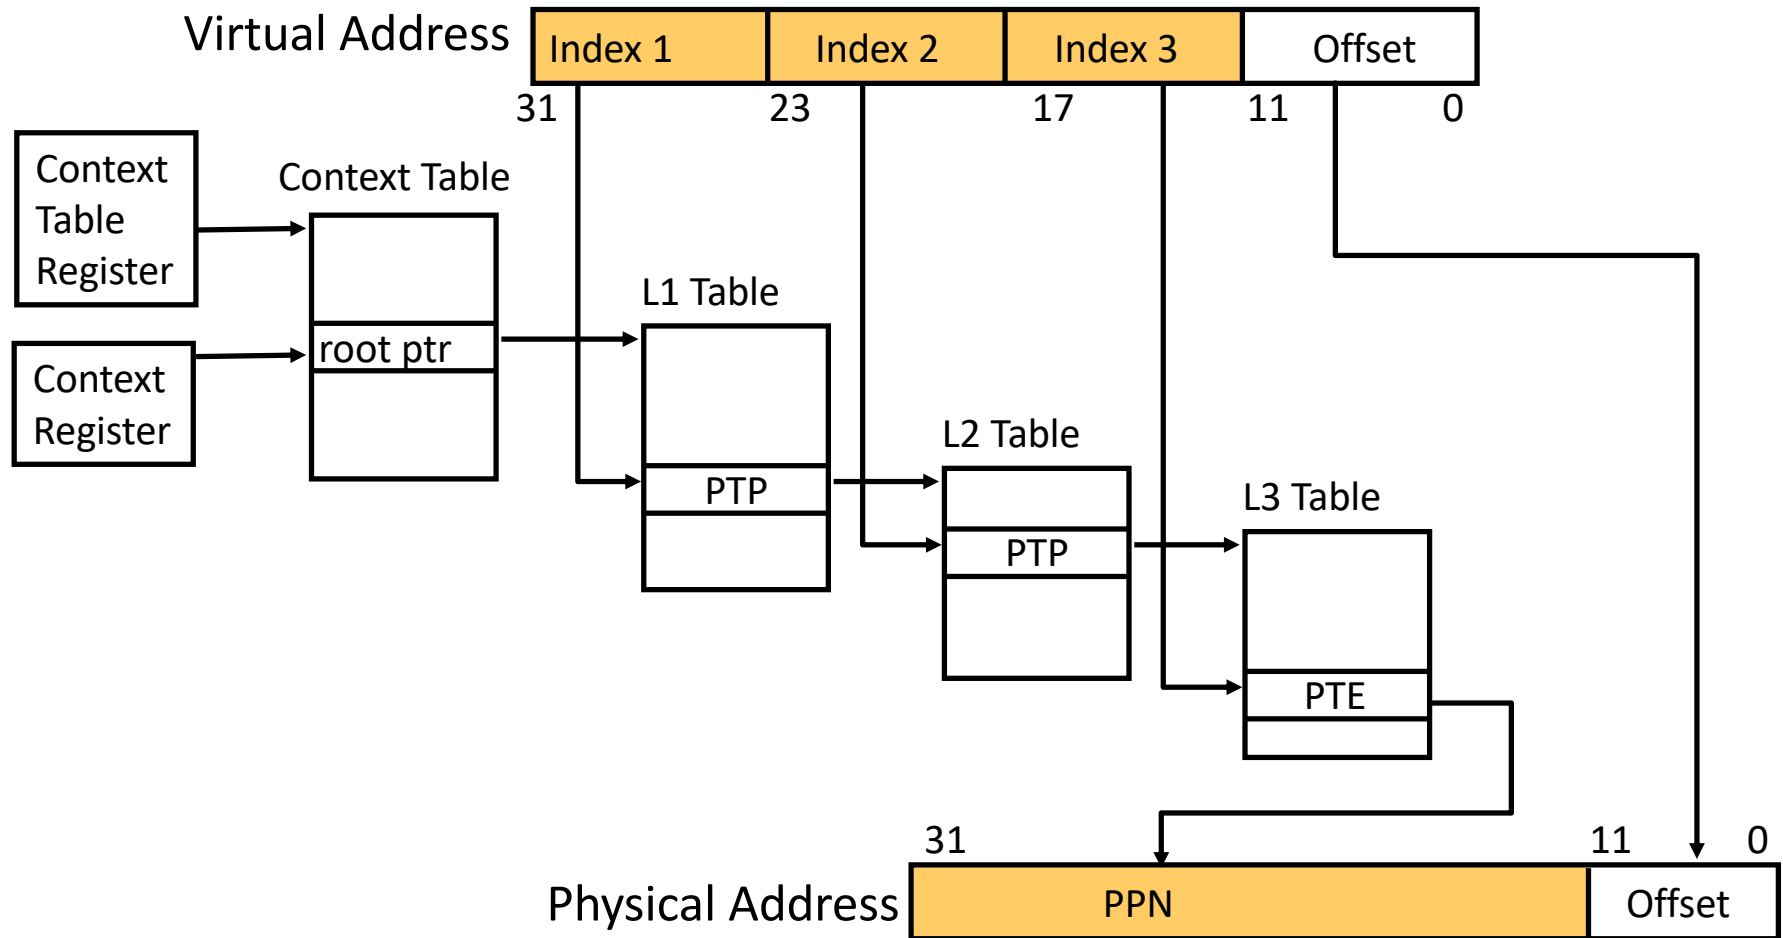 Virtual Address
Index 1
Index 2
Index 3
Offset
31
23
17
11
0
Context
Table
Register
Context Table
root ptr
Context
Register
L1 Table
PTP
L2 Table
PTP
L3 Table
PTE
31
11
0
Physical Address
PPN
Offset